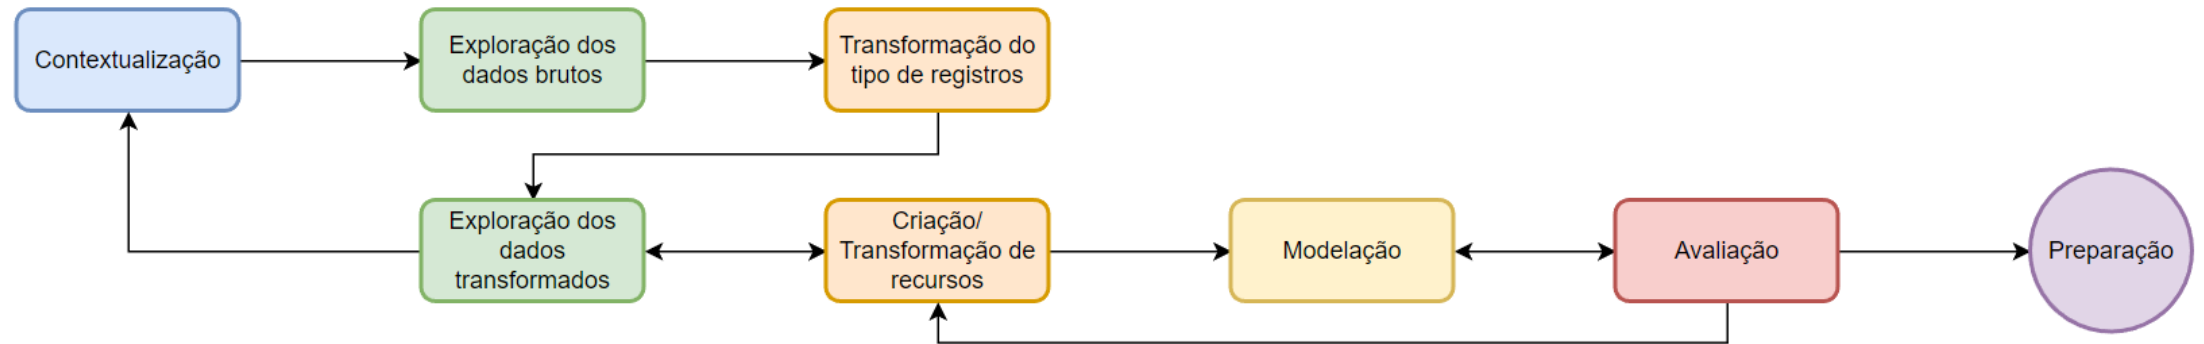 Contextualização
Exploração dos
dados brutos
Transformação do
tipo de registros
Exploração dos
dados
transformados
Criação/
Transformação de
recursos
Modelação
Avaliação
Preparação